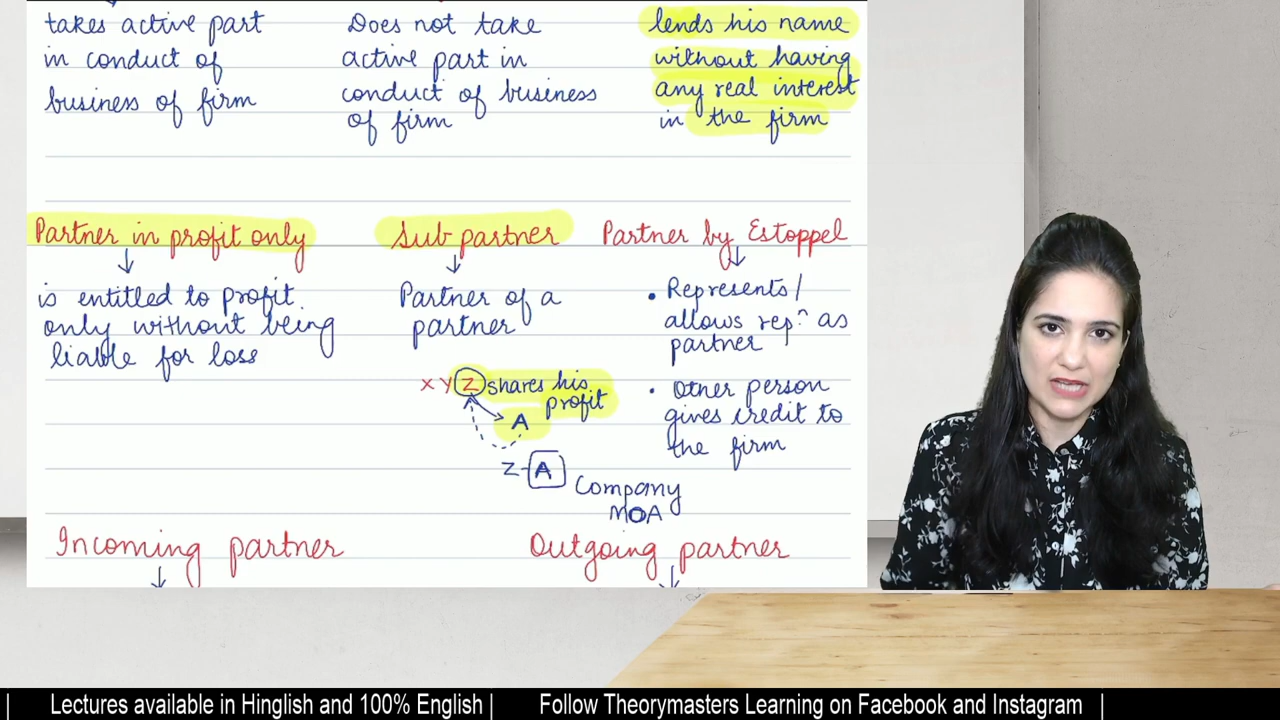 takes active part
in conduct of
business of firm
Does not take
active part in
conduct of business
of firm
lends his name
without having
any real interest
in the firm
Partner in profit only
is entitled to profit
only without being
liable for loss
Sub partner
Partner of a
partner
X Y Z shares his
profit
A
Z-A
Company
MOA
Partner by Estoppel
• Represents/
allows repn as
partner
• Other person
gives credit to
the firm
Incoming partner
Outgoing partner
| Lectures available in Hinglish and 100% English | Follow Theorymasters Learning on Facebook and Instagram |